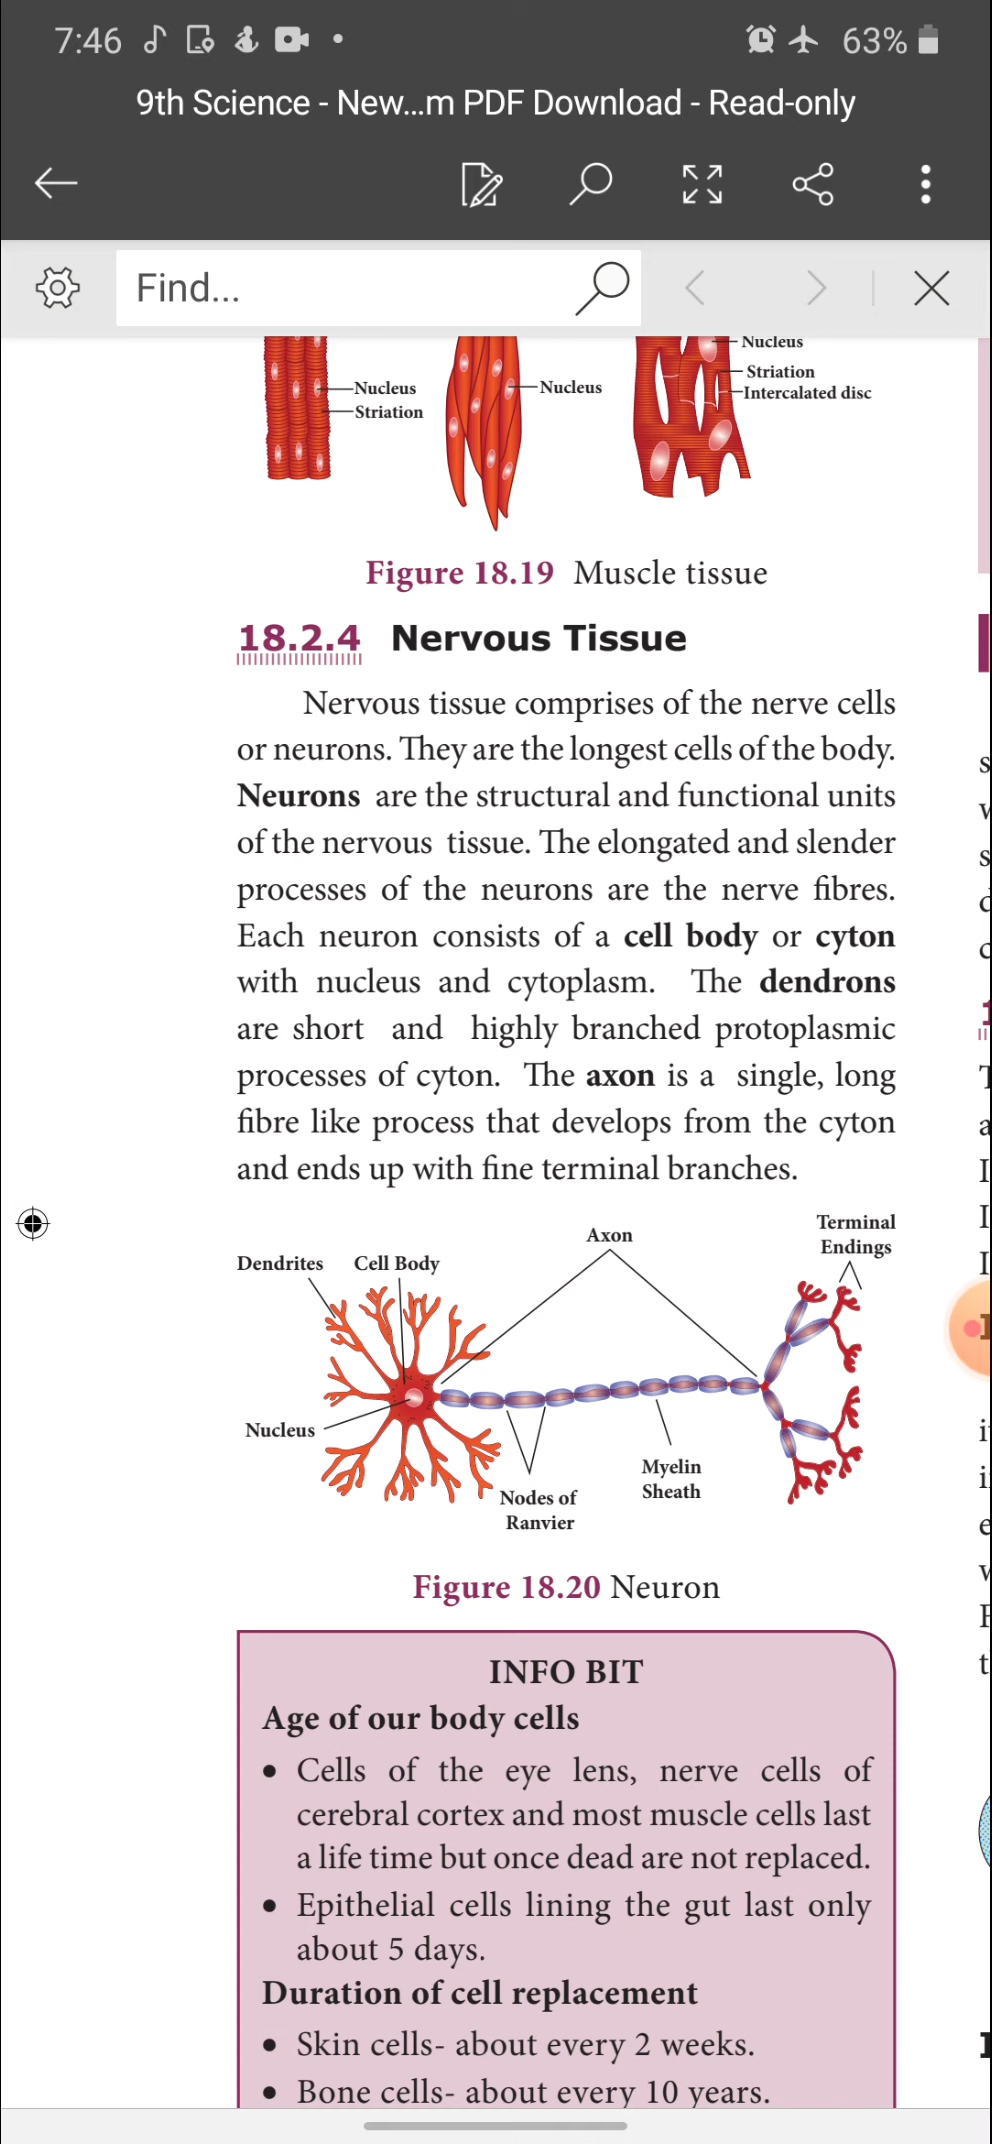 7:46
63%
9th Science - New...m PDF Download - Read-only
Find...
Nucleus
Striation
Nucleus
Nucleus
Striation
Intercalated disc
Figure 18.19 Muscle tissue
18.2.4 Nervous Tissue
Nervous tissue comprises of the nerve cells
or neurons. They are the longest cells of the body.
Neurons are the structural and functional units
of the nervous tissue. The elongated and slender
processes of the neurons are the nerve fibres.
Each neuron consists of a cell body or cyton
with nucleus and cytoplasm. The dendrons
are short and highly branched protoplasmic
processes of cyton. The axon is a single, long
fibre like process that develops from the cyton
and ends up with fine terminal branches.
Dendrites
Cell Body
Axon
Terminal
Endings
Nucleus
Nodes of
Ranvier
Myelin
Sheath
Figure 18.20 Neuron
INFO BIT
Age of our body cells
• Cells of the eye lens, nerve cells of
cerebral cortex and most muscle cells last
a life time but once dead are not replaced.
• Epithelial cells lining the gut last only
about 5 days.
Duration of cell replacement
• Skin cells- about every 2 weeks.
• Bone cells- about every 10 years.